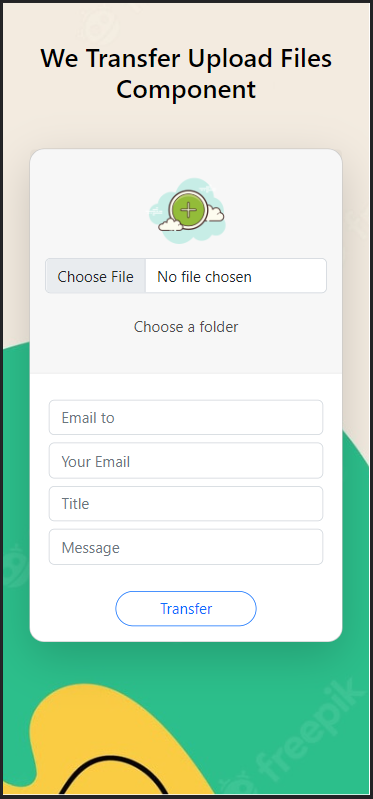 We Transfer Upload Files
Component
Choose File No file chosen
Choose a folder
Email to
Your Email
Title
Message
Transfer
freepik